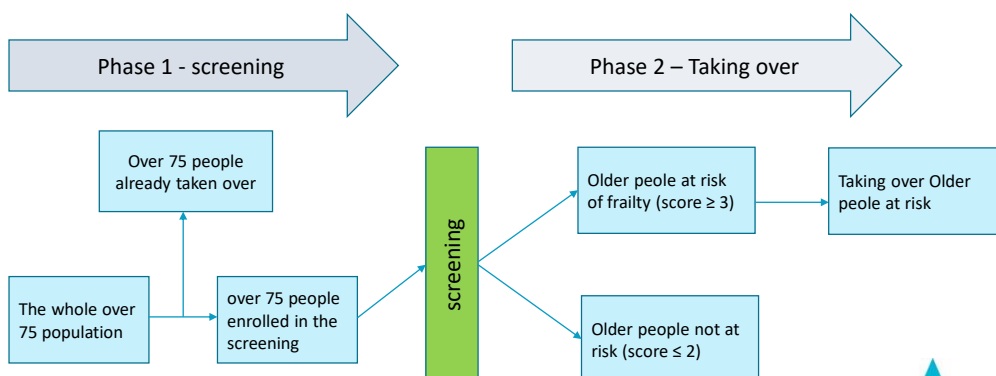 Phase 1 - screening
Phase 2 – Taking over
Over 75 people
already taken over
The whole over
75 population
over 75 people
enrolled in the
screening
screening
Older peole at risk
of frailty (score ≥ 3)
Taking over Older
peole at risk
Older people not at
risk (score ≤ 2)